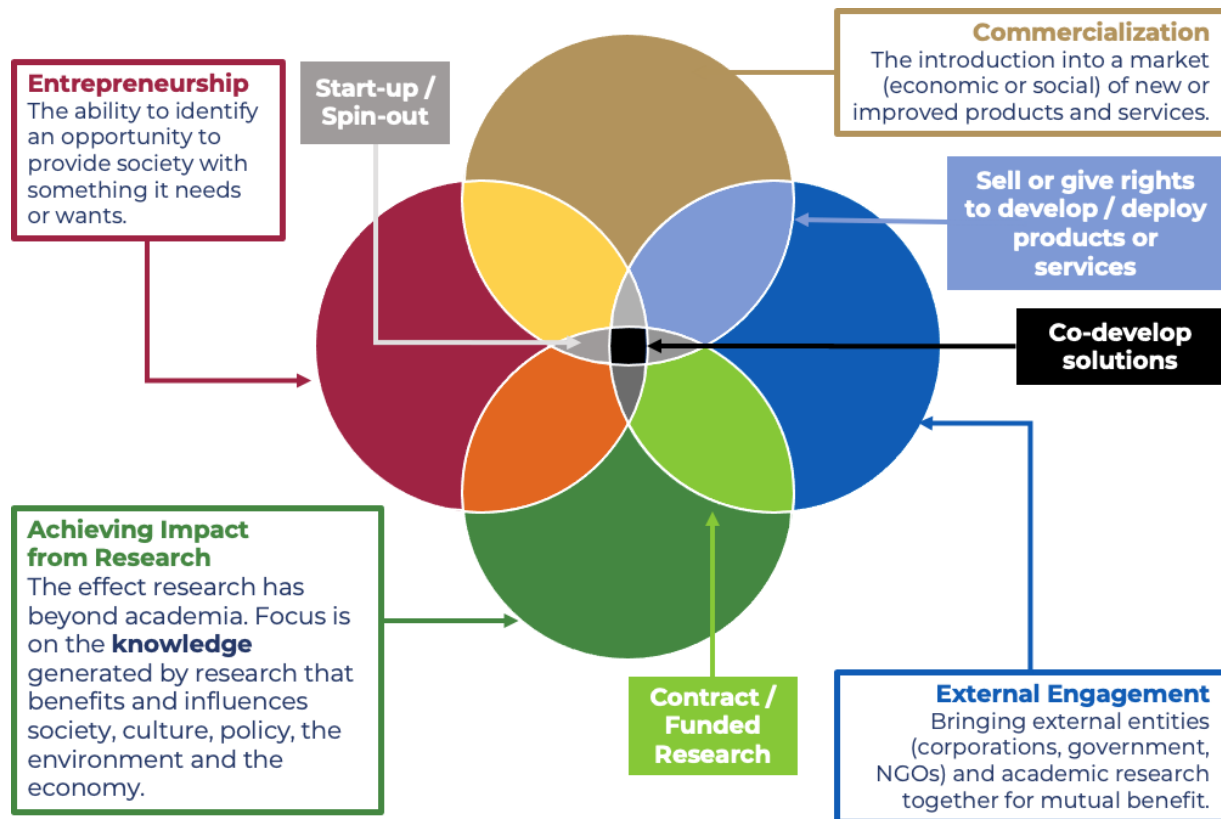 Entrepreneurship
The ability to identify
an opportunity to
provide society with
something it needs
or wants.
Start-up /
Spin-out
Commercialization
The introduction into a market
(economic or social) of new or
improved products and services.
Sell or give rights
to develop / deploy
products or
services
Co-develop
solutions
Achieving Impact
from Research
The effect research has
beyond academia. Focus is
on the knowledge
generated by research that
benefits and influences
society, culture, policy, the
environment and the
economy.
Contract /
Funded
Research
External Engagement
Bringing external entities
(corporations, government,
NGOs) and academic research
together for mutual benefit.